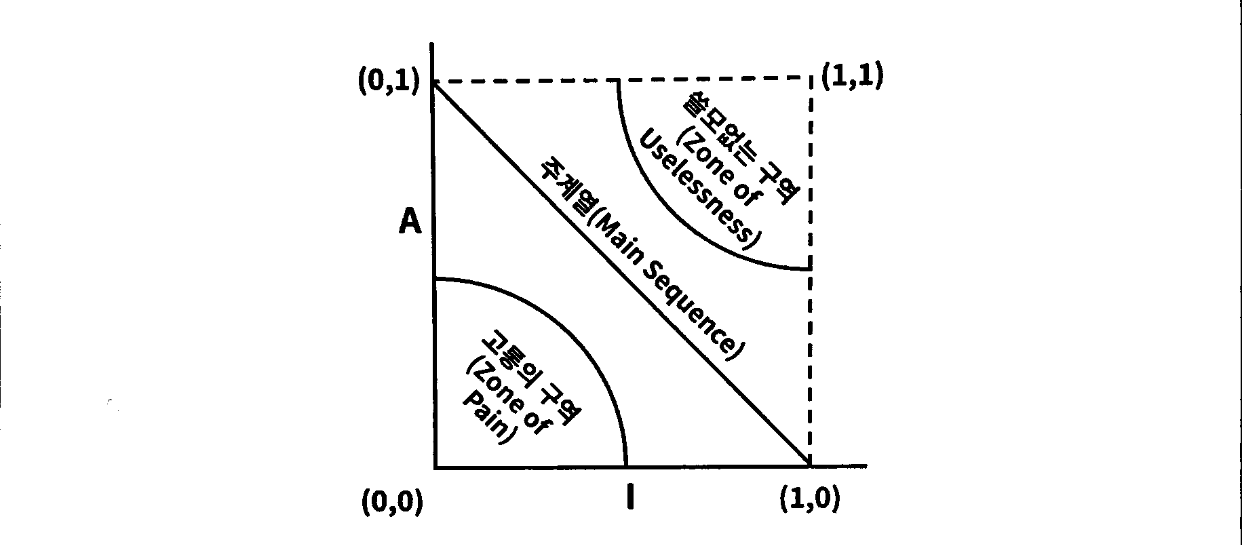 (0,1)
(1,1)
쓸모없는 구역
(Zone of
Uselessness)
주계열(Main Sequence)
A
고통의 구역
(Zone of
Pain)
(0,0)
I
(1,0)